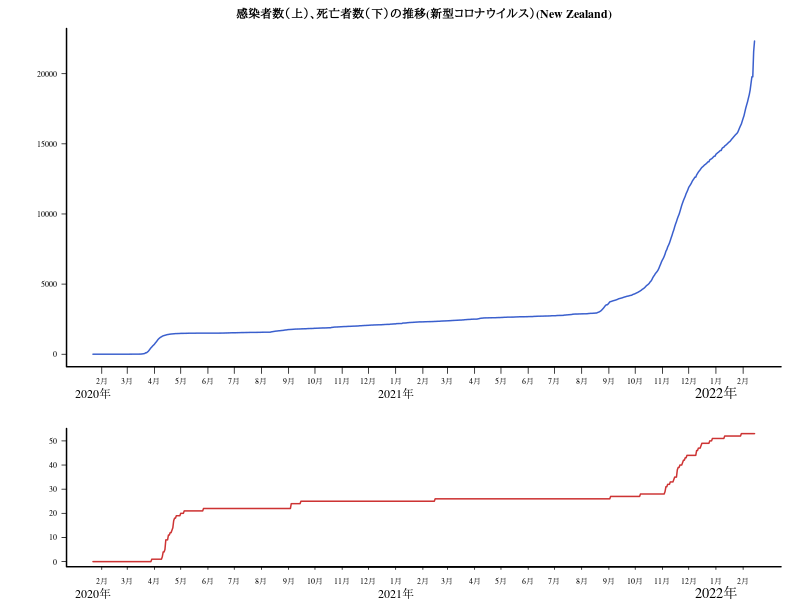 感染者数（上）、死亡者数（下）の推移(新型コロナウイルス）(New Zealand)
20000
15000
10000
5000
0
2月 3月 4月 5月 6月 7月 8月 9月 10月 11月 12月 1月 2月 3月 4月 5月 6月 7月 8月 9月 10月 11月 12月 1月 2月
2020年 2021年 2022年
50
40
30
20
10
0
2月 3月 4月 5月 6月 7月 8月 9月 10月 11月 12月 1月 2月 3月 4月 5月 6月 7月 8月 9月 10月 11月 12月 1月 2月
2020年 2021年 2022年